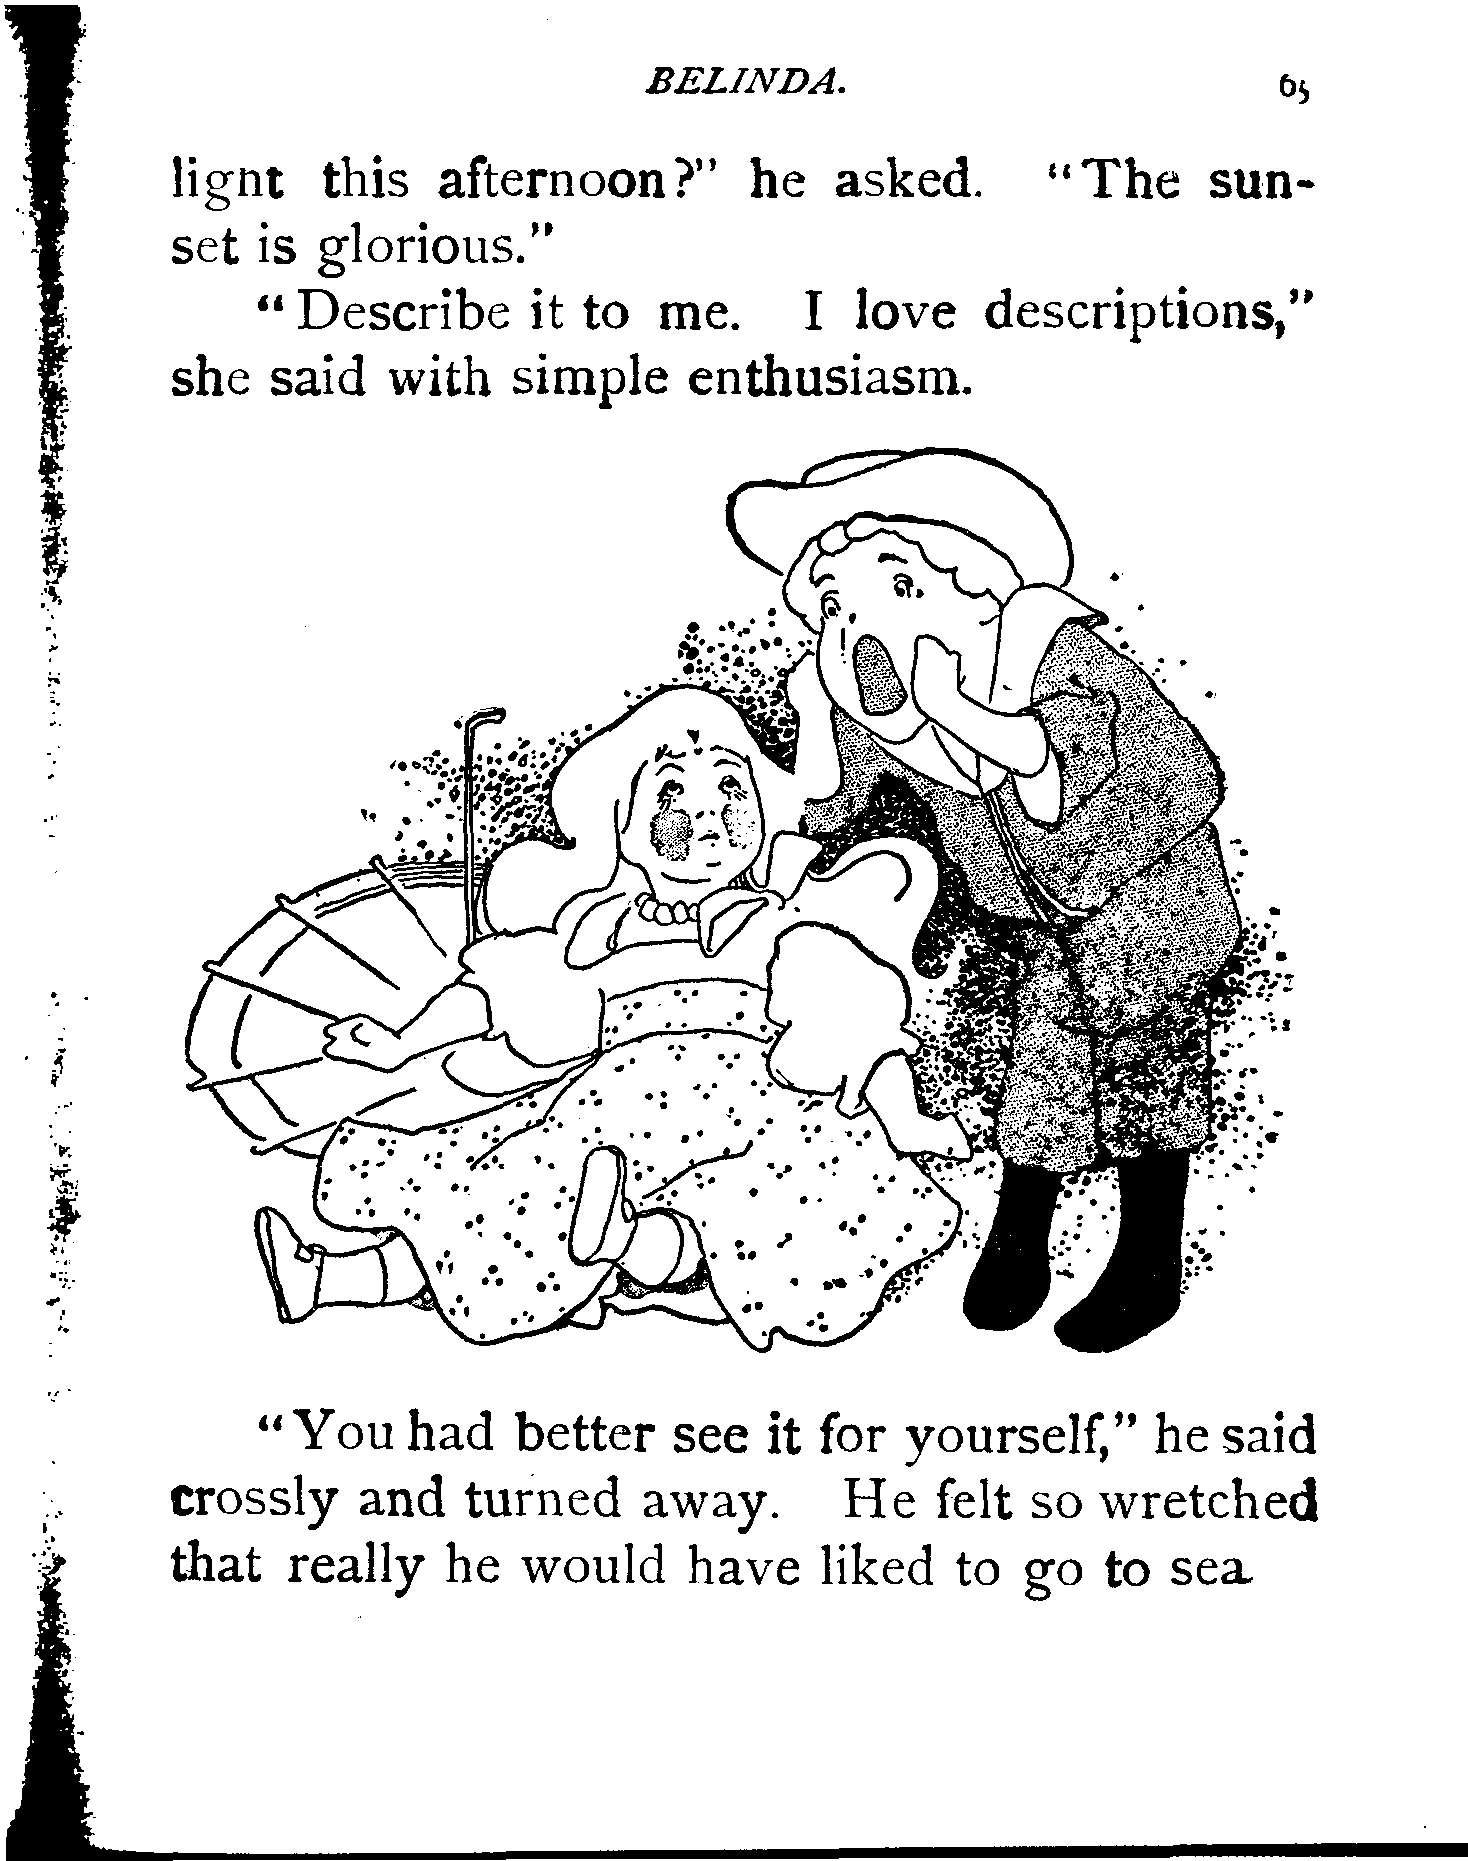 BELINDA. 65
light this afternoon?" he asked. "The sun-
set is glorious."
"Describe it to me. I love descriptions,"
she said with simple enthusiasm.
"You had better see it for yourself," he said
crossly and turned away. He felt so wretched
that really he would have liked to go to sea